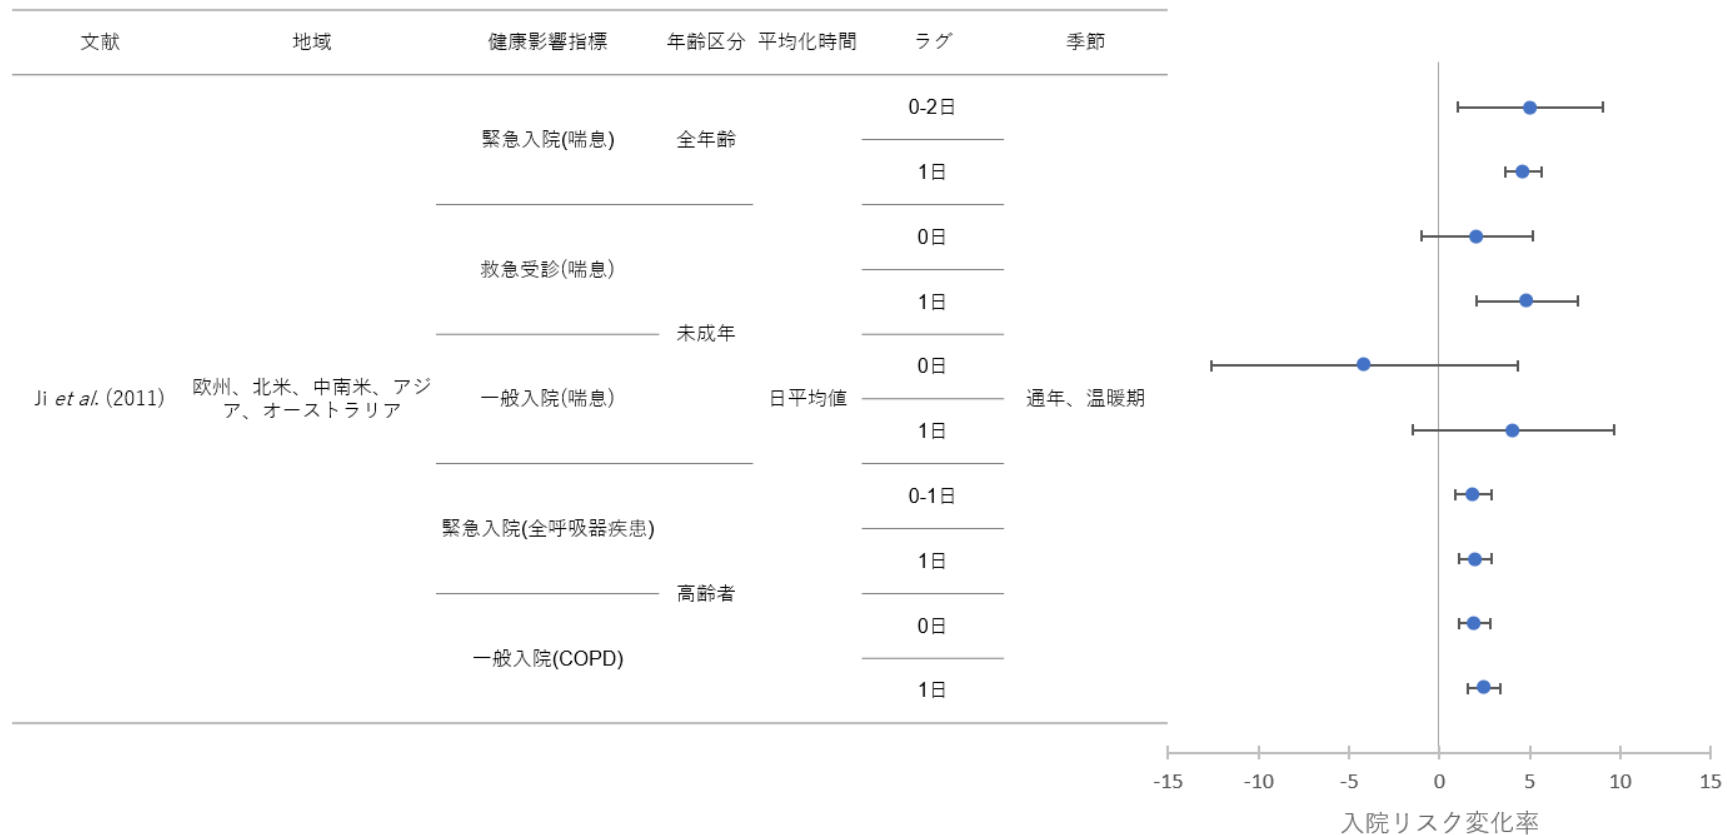 文献 地域 健康影響指標 年齢区分 平均化時間 ラグ 季節
0-2日
緊急入院(喘息) 全年齢
1日
0日
救急受診(喘息)
1日
未成年
0日
Ji et al. (2011) 欧州、北米、中南米、アジ
ア、オーストラリア 一般入院(喘息) 日平均値 通年、温暖期
1日
0-1日
緊急入院(全呼吸器疾患)
1日
高齢者
0日
一般入院(COPD)
1日
-15 -10 -5 0 5 10 15
入院リスク変化率